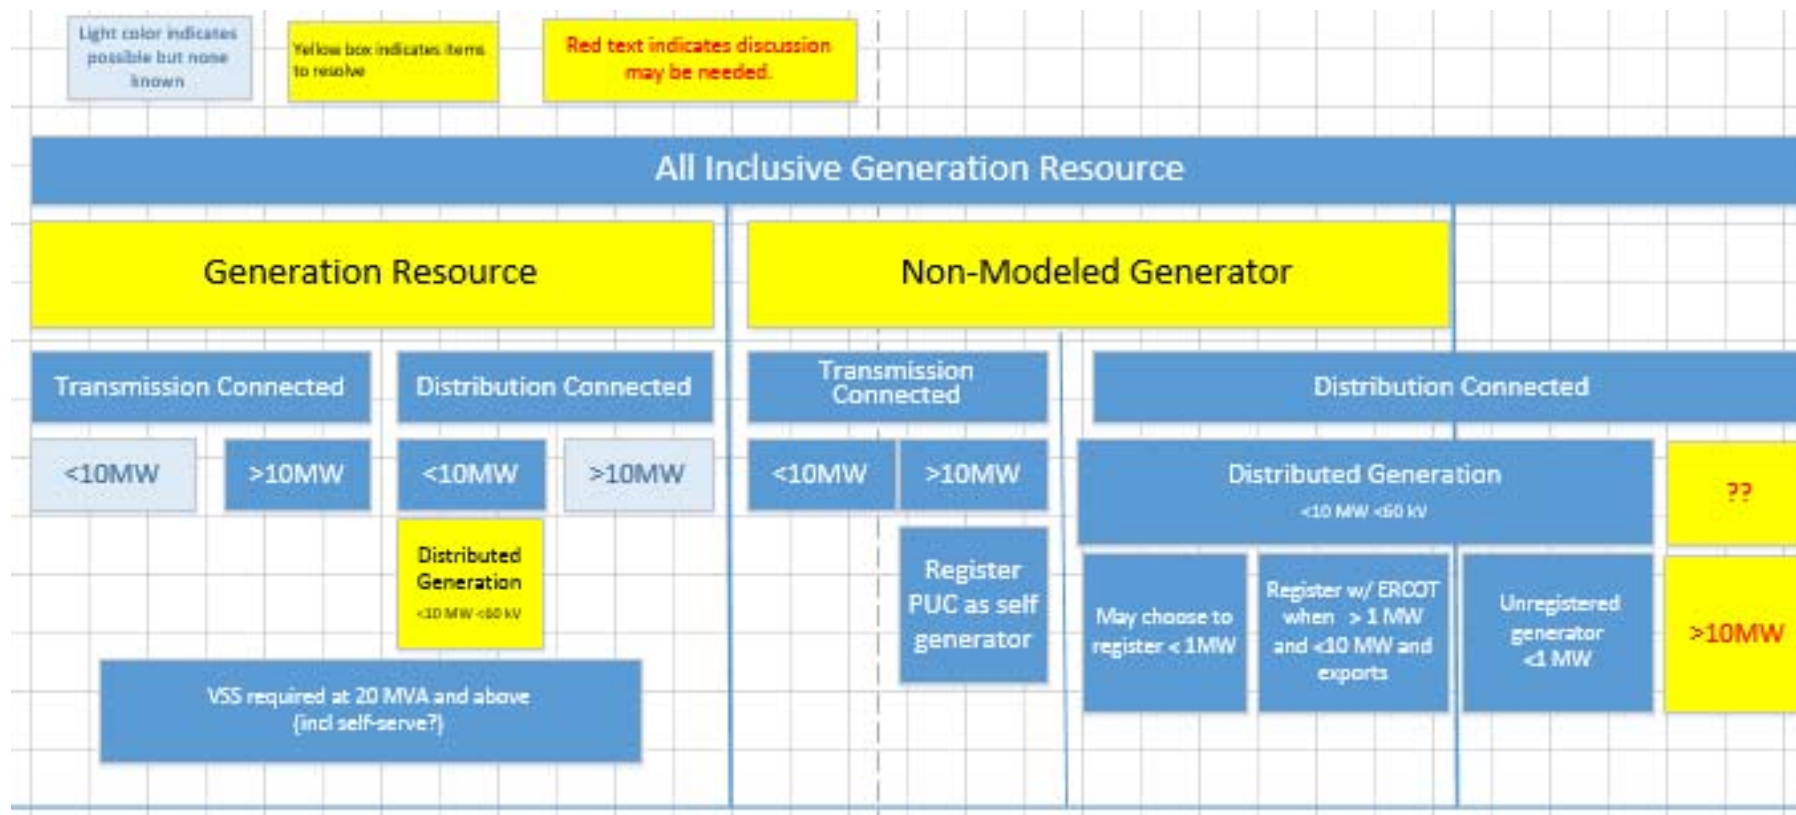 Light color indicates
possible but none
known
Yellow box indicates items
to resolve
Red text indicates discussion
may be needed.
All Inclusive Generation Resource
Generation Resource
Non-Modeled Generator
Transmission Connected
Distribution Connected
Transmission
Connected
Distribution Connected
<10MW
>10MW
<10MW
>10MW
<10MW
>10MW
Distributed Generation
<10 MW <60 kV
??
Distributed
Generation
<10 MW <60 kV
Register
PUC as self
generator
May choose to
register < 1MW
Register w/ ERCOT
when > 1 MW
and <10 MW and
exports
Unregistered
generator
<1 MW
>10MW
VSS required at 20 MVA and above
(incl self-serve?)